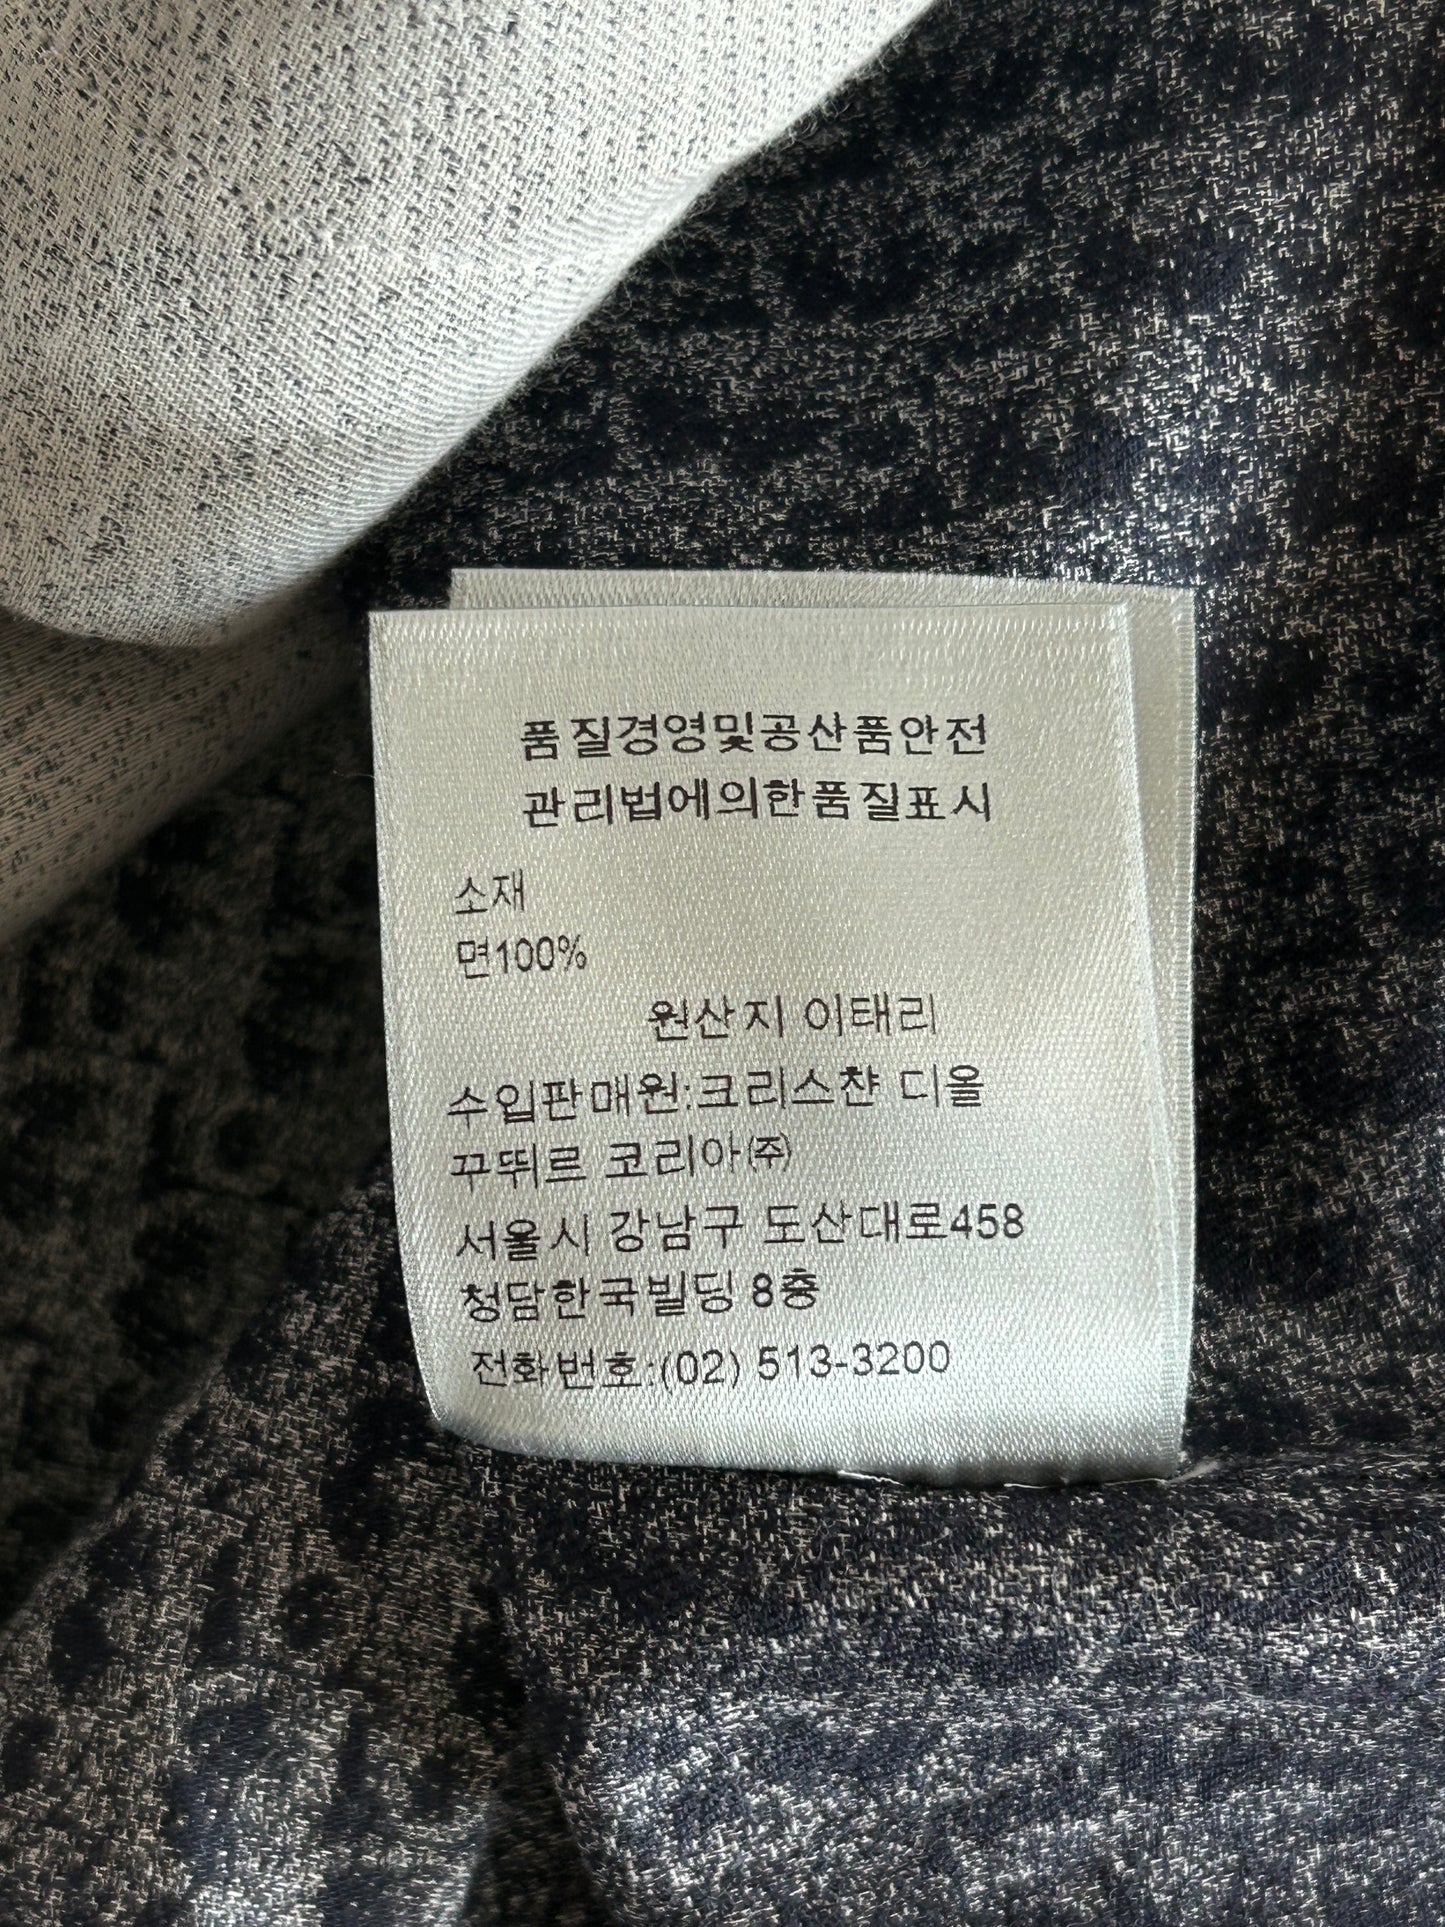 품질경영및공산품안전
관리법에의한품질표시
소재
면100%
원산지 이태리
수입판매원:크리스챤 디올
꾸뛰르 코리아㈜
서울시 강남구 도산대로458
청담한국빌딩 8층
전화번호:(02) 513-3200